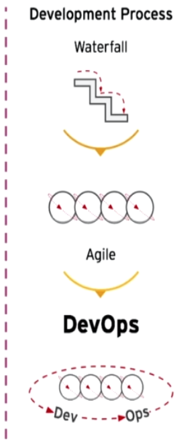 Development Process
Waterfall
Agile
DevOps
Dev
Ops